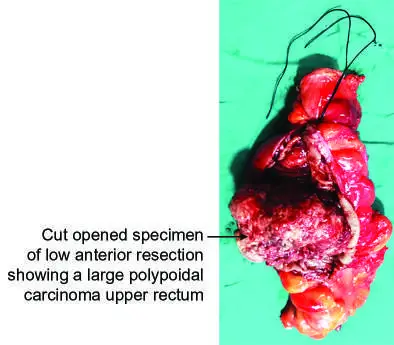 Cut opened specimen
of low anterior resection
showing a large polypoidal
carcinoma upper rectum